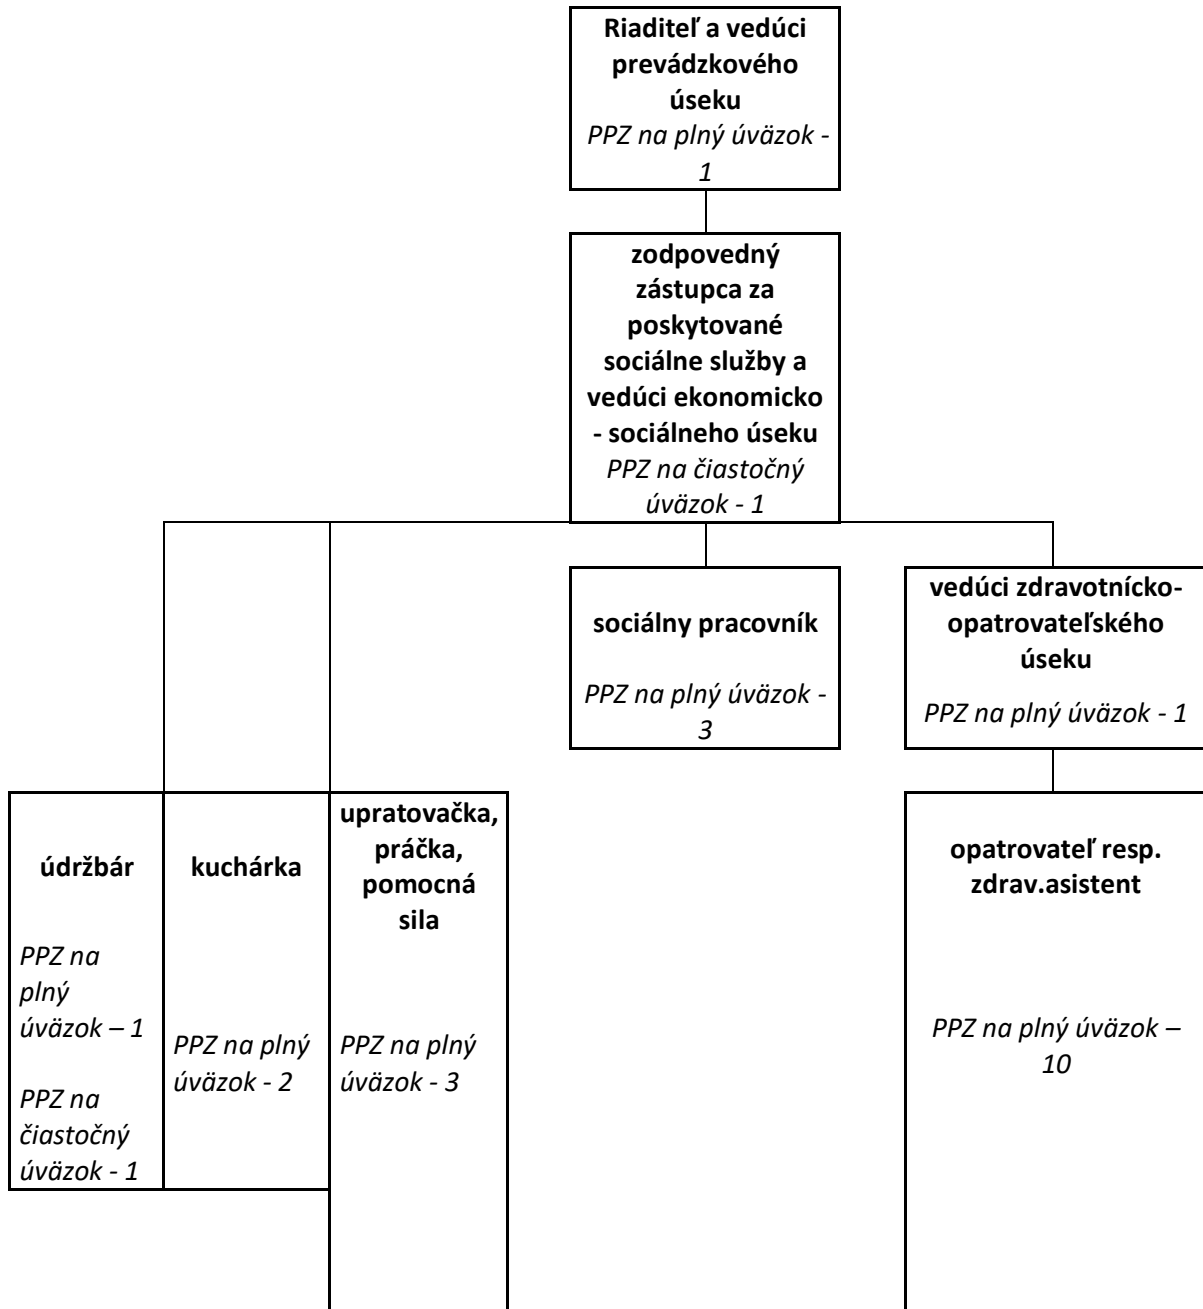 Riaditeľ a vedúci
prevádzkového
úseku
PPZ na plný úväzok -
1
zodpovedný
zástupca za
poskytované
sociálne služby a
vedúci ekonomicko
- sociálneho úseku
PPZ na čiastočný
úväzok - 1
sociálny pracovník
PPZ na plný úväzok -
3
vedúci zdravotnícko-
opatrovateľského
úseku
PPZ na plný úväzok - 1
údržbár
PPZ na
plný
úväzok – 1
PPZ na
čiastočný
úväzok - 1
kuchárka
PPZ na plný
úväzok - 2
upratovačka,
práčka,
pomocná
sila
PPZ na plný
úväzok - 3
opatrovateľ resp.
zdrav.asistent
PPZ na plný úväzok –
10